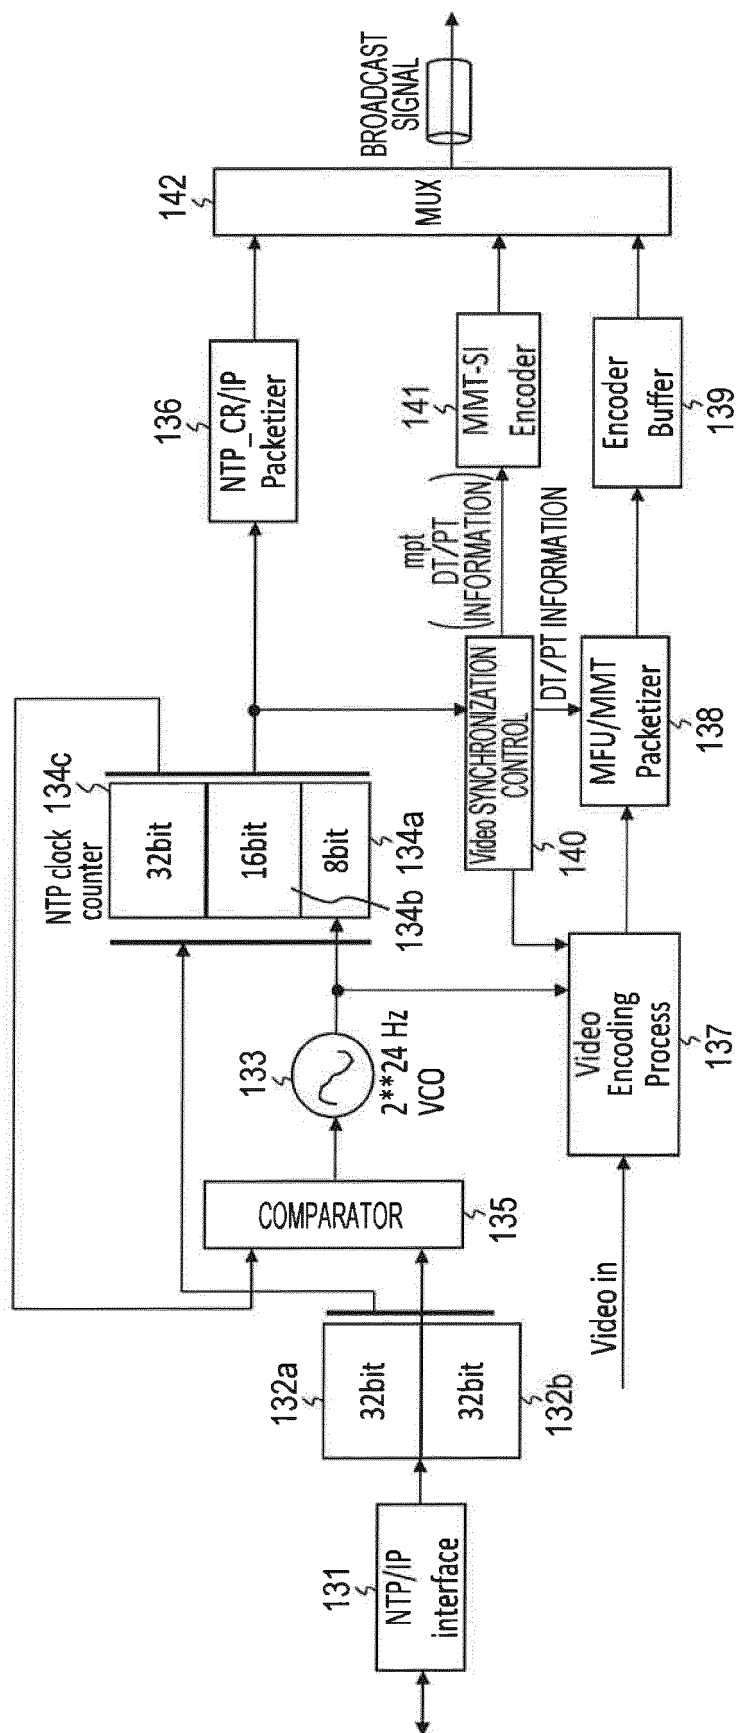 131
NTP/IP
interface
132a
32bit
32bit
132b
COMPARATOR
135
133
2**24 Hz
VCO
NTP clock
counter
134c
32bit
16bit
8bit
134b
134a
136
NTP_CR/IP
Packetizer
142
MUX
BROADCAST
SIGNAL
Video in
Video
Encoding
Process
137
Video SYNCHRONIZATION
CONTROL
140
mpt
DT/PT
INFORMATION
141
MMT-SI
Encoder
DT/PT INFORMATION
MFU/MMT
Packetizer
138
Encoder
Buffer
139